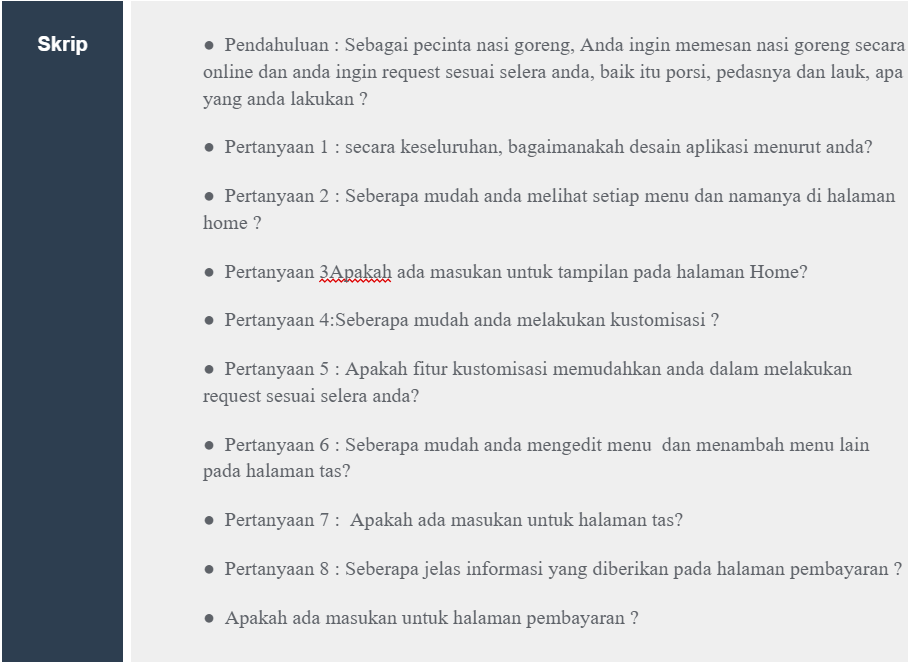 Skrip
● Pendahuluan : Sebagai pecinta nasi goreng, Anda ingin memesan nasi goreng secara
online dan anda ingin request sesuai selera anda, baik itu porsi, pedasnya dan lauk, apa
yang anda lakukan ?
● Pertanyaan 1 : secara keseluruhan, bagaimanakah desain aplikasi menurut anda?
● Pertanyaan 2 : Seberapa mudah anda melihat setiap menu dan namanya di halaman
home ?
● Pertanyaan 3Apakah ada masukan untuk tampilan pada halaman Home?
● Pertanyaan 4:Seberapa mudah anda melakukan kustomisasi ?
● Pertanyaan 5 : Apakah fitur kustomisasi memudahkan anda dalam melakukan
request sesuai selera anda?
● Pertanyaan 6 : Seberapa mudah anda mengedit menu  dan menambah menu lain
pada halaman tas?
● Pertanyaan 7 :  Apakah ada masukan untuk halaman tas?
● Pertanyaan 8 : Seberapa jelas informasi yang diberikan pada halaman pembayaran ?
● Apakah ada masukan untuk halaman pembayaran ?